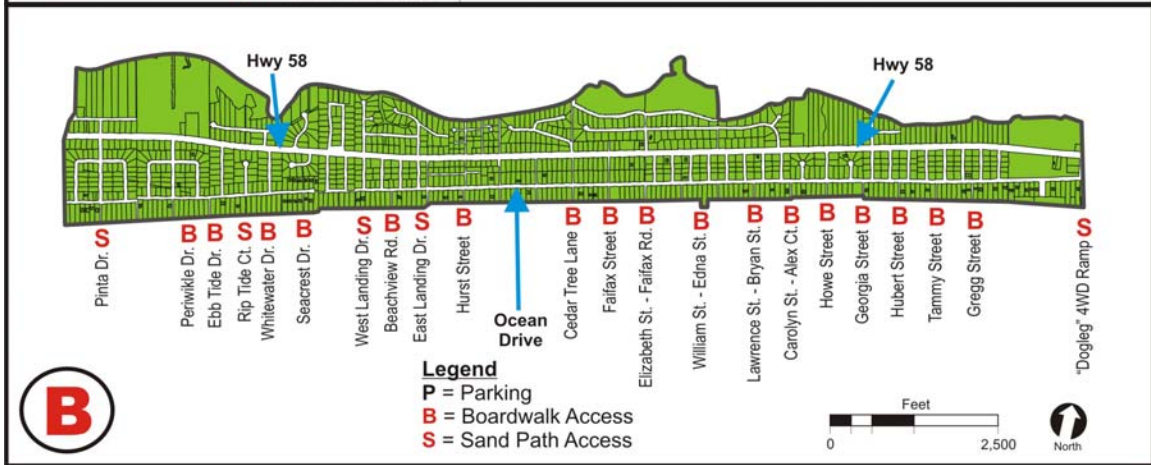 Hwy 58
Hwy 58
S
B
B
S
B
B
S
B
S
B
B
B
B
B
B
B
B
B
B
B
B
S
Pinta Dr.
Periwikle Dr.
Ebb Tide Dr.
Rip Tide Ct.
Whitewater Dr.
Seacrest Dr.
West Landing Dr.
Beachview Rd.
East Landing Dr.
Hurst Street
Ocean
Drive
Cedar Tree Lane
Faifax Street
Elizabeth St. - Faifax Rd.
William St. - Edna St.
Lawrence St. - Bryan St.
Carolyn St. - Alex Ct.
Howe Street
Georgia Street
Hubert Street
Tammy Street
Gregg Street
"Dogleg" 4WD Ramp
Legend
P = Parking
B = Boardwalk Access
S = Sand Path Access
B
Feet
0 2,500
North